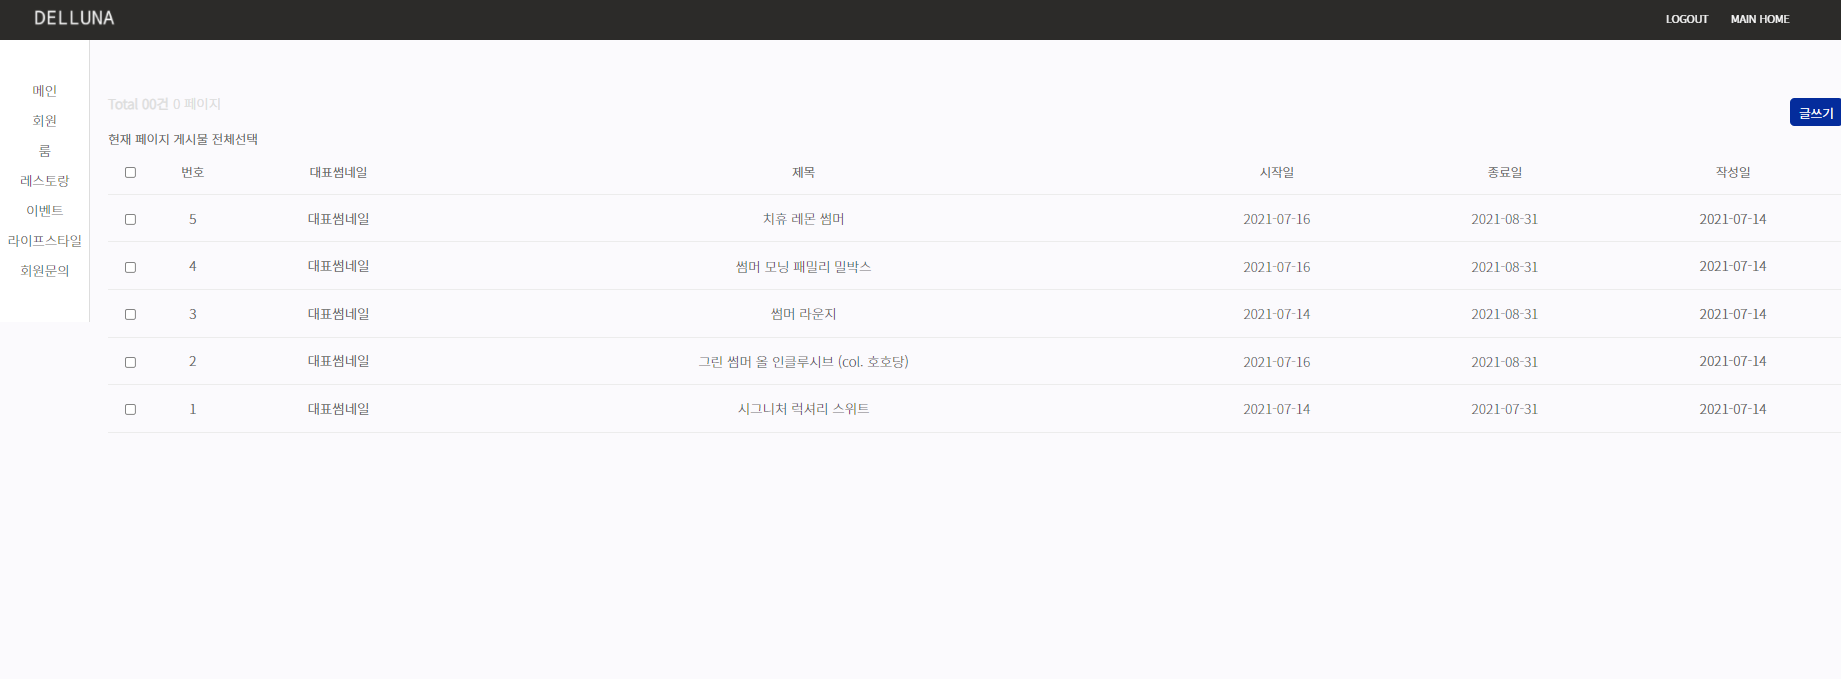 DELLUNA
LOGOUT MAIN HOME
메인
회원
룸
레스토랑
이벤트
라이프스타일
회원문의
Total 00건 0 페이지
글쓰기
현재 페이지 게시물 전체선택
번호 대표썸네일 제목 시작일 종료일 작성일
5 대표썸네일 치휴 레몬 썸머 2021-07-16 2021-08-31 2021-07-14
4 대표썸네일 썸머 모닝 패밀리 밀박스 2021-07-16 2021-08-31 2021-07-14
3 대표썸네일 썸머 라운지 2021-07-14 2021-08-31 2021-07-14
2 대표썸네일 그린 썸머 올 인클루시브 (col. 호호당) 2021-07-16 2021-08-31 2021-07-14
1 대표썸네일 시그니처 럭셔리 스위트 2021-07-14 2021-07-31 2021-07-14